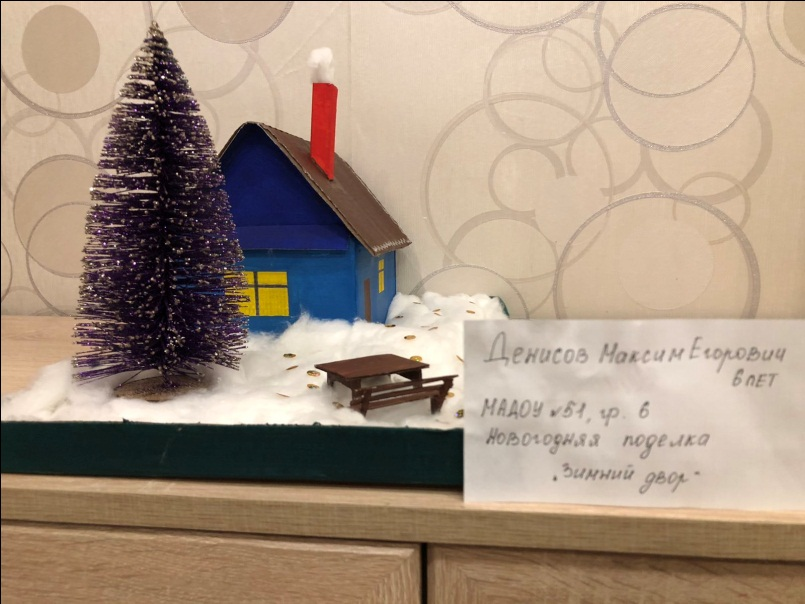 Денисов Максим Егорович
6 лет
МАДОУ №51, гр. 6
Новогодняя поделка
"Зимний двор"